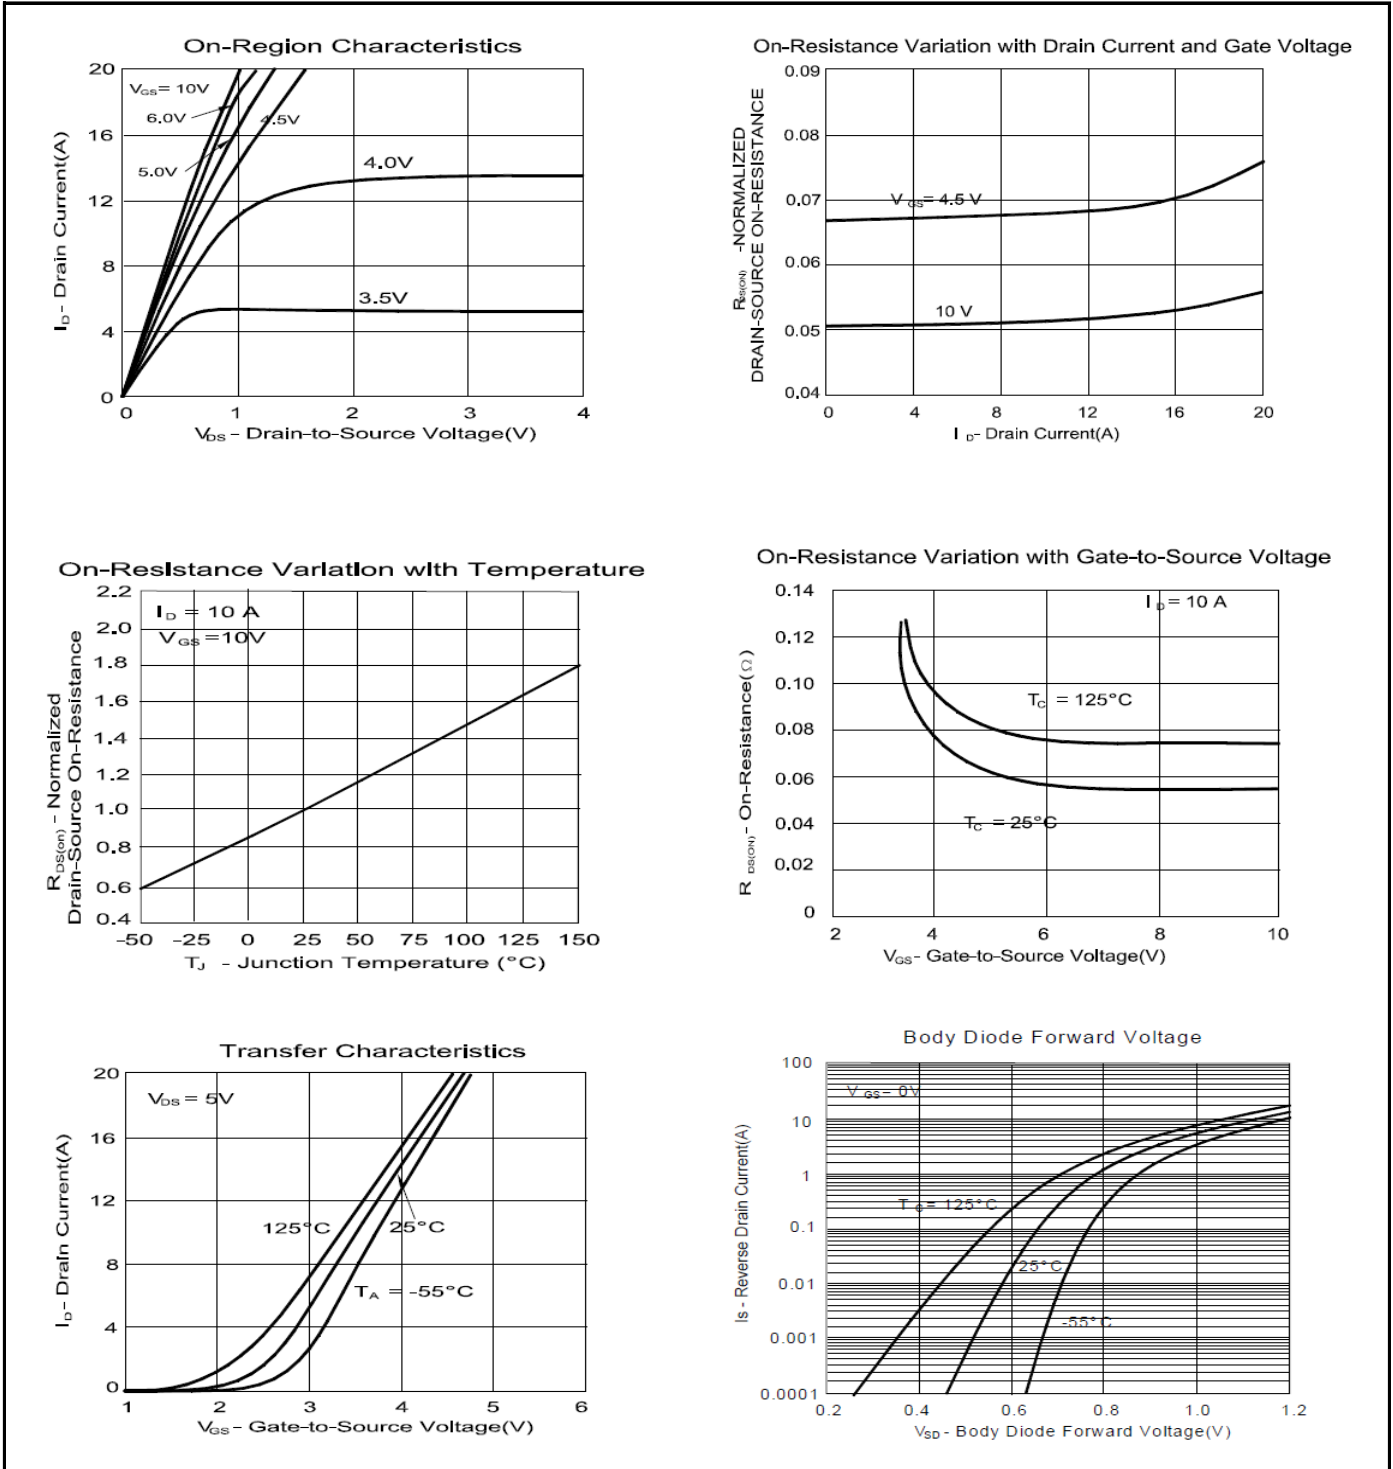 On-Region Characteristics
20
16
12
8
4
0
0 1 2 3 4
VGS= 10V
6.0V
5.0V
4.5V
4.0V
3.5V
ID- Drain Current(A)
VDS - Drain-to-Source Voltage(V)
On-Resistance Variation with Drain Current and Gate Voltage
0.09
0.08
0.07
0.06
0.05
0.04
0 4 8 12 16 20
VGS= 4.5 V
10 V
RDS(ON) -NORMALIZED
DRAIN-SOURCE ON-RESISTANCE
I D- Drain Current(A)
On-Resistance Variation with Temperature
2.2
2.0
1.8
1.6
1.4
1.2
1.0
0.8
0.6
0.4
-50 -25 0 25 50 75 100 125 150
ID = 10 A
VGS =10V
RDS(on) - Normalized
Drain-Source On-Resistance
TJ - Junction Temperature (°C)
On-Resistance Variation with Gate-to-Source Voltage
0.14
0.12
0.10
0.08
0.06
0.04
0.02
0
2 4 6 8 10
I D= 10 A
TC = 125°C
TC = 25°C
R DS(ON)- On-Resistance(Ω)
VGS- Gate-to-Source Voltage(V)
Transfer Characteristics
20
16
12
8
4
0
1 2 3 4 5 6
VDS = 5V
125°C
25°C
TA = -55°C
ID- Drain Current(A)
VGS- Gate-to-Source Voltage(V)
Body Diode Forward Voltage
100
10
1
0.1
0.01
0.001
0.0001
0.2 0.4 0.6 0.8 1.0 1.2
V GS= 0V
T C= 125°C
25°C
-55°C
Is - Reverse Drain Current(A)
VSD - Body Diode Forward Voltage(V)